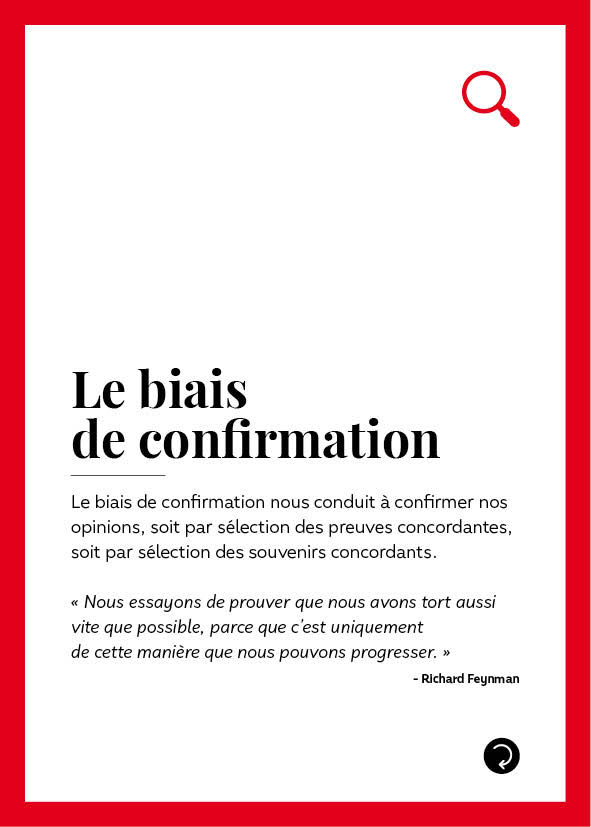 Le biais
de confirmation
Le biais de confirmation nous conduit à confirmer nos
opinions, soit par sélection des preuves concordantes,
soit par sélection des souvenirs concordants.
« Nous essayons de prouver que nous avons tort aussi
vite que possible, parce que c’est uniquement
de cette manière que nous pouvons progresser. »
- Richard Feynman